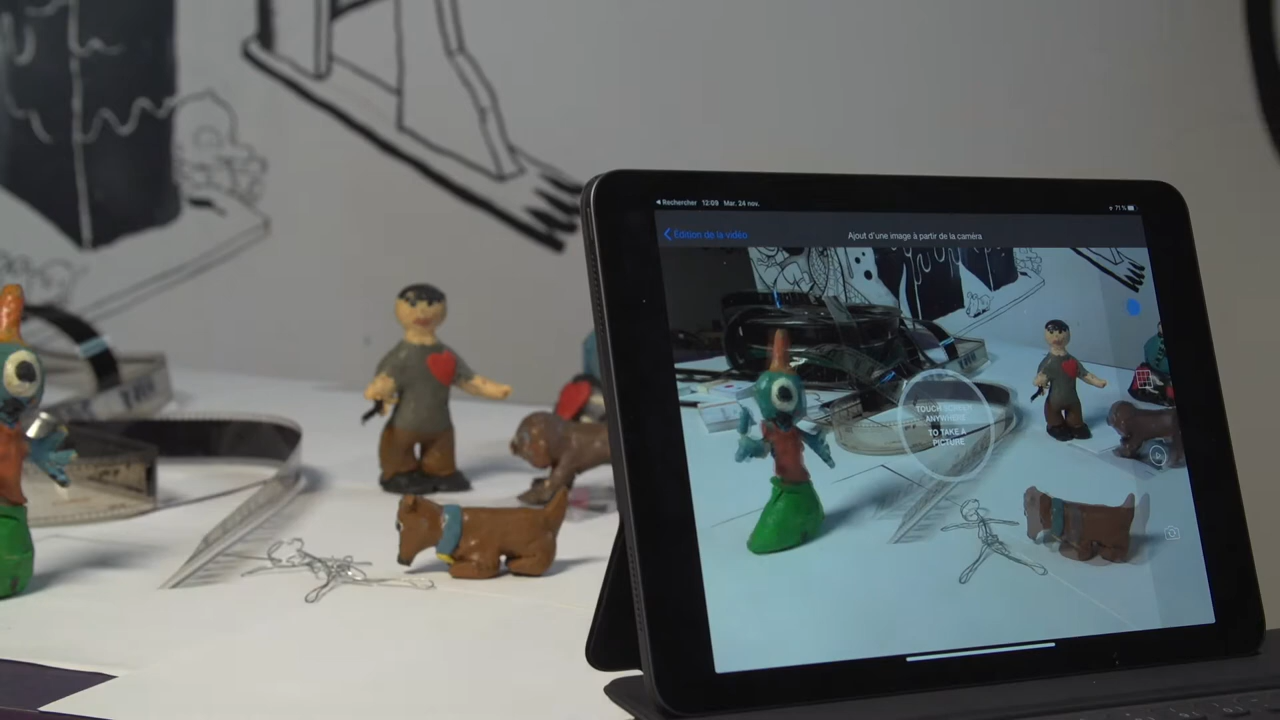 Rechercher 12:09 Mar. 24 nov.
71 %
Édition de la vidéo
Ajout d'une image à partir de la caméra
TOUCH SCREEN
ANYWHERE
TO TAKE A
PICTURE